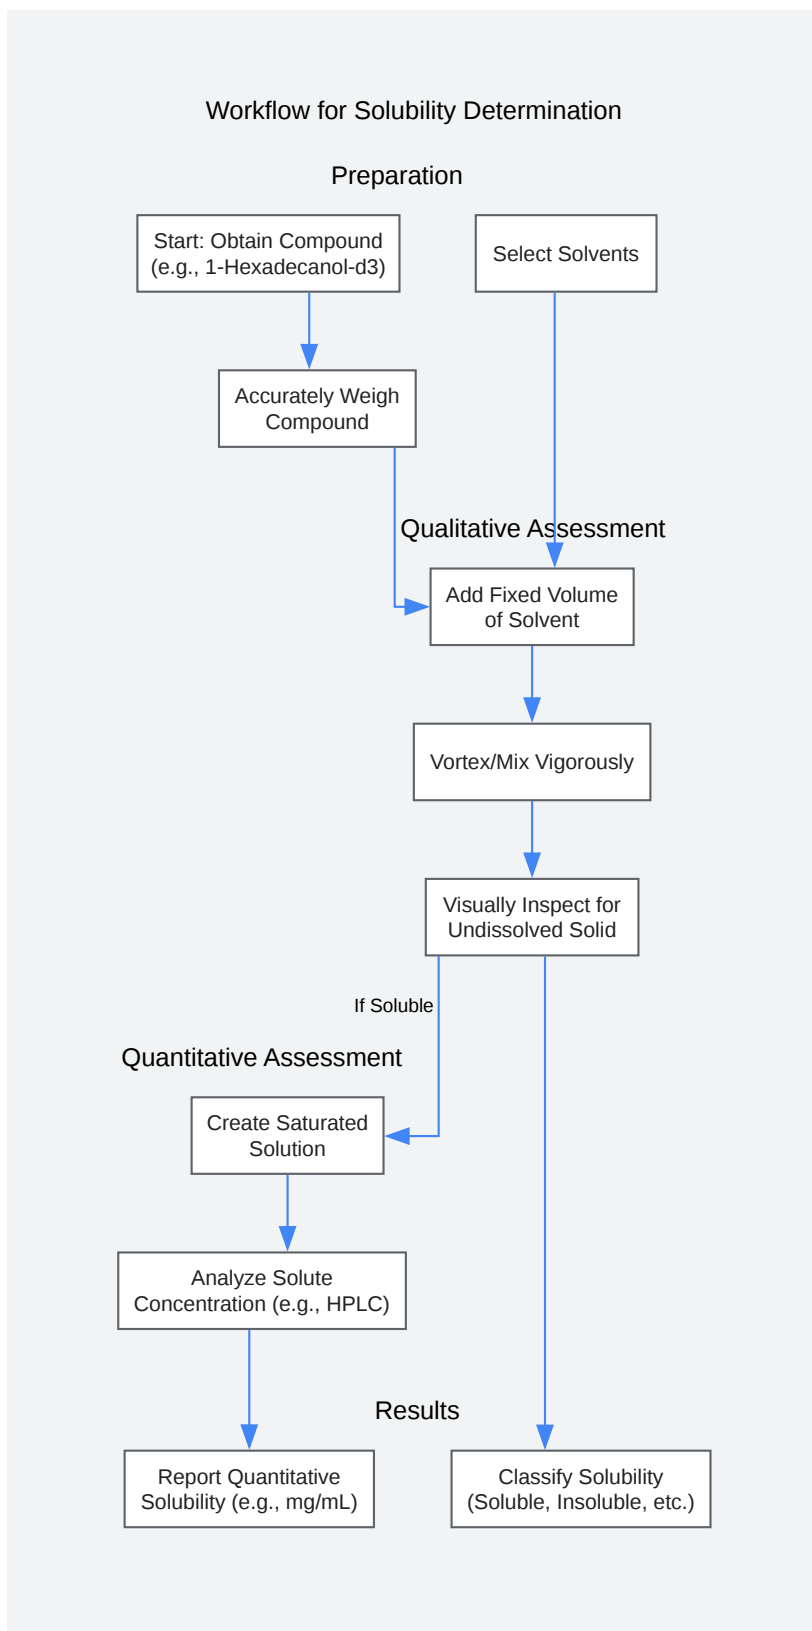 Workflow for Solubility Determination
Preparation
Start: Obtain Compound
(e.g., 1-Hexadecanol-d3)
Select Solvents
Accurately Weigh
Compound
Qualitative Assessment
Add Fixed Volume
of Solvent
Vortex/Mix Vigorously
Visually Inspect for
Undissolved Solid
If Soluble
Quantitative Assessment
Create Saturated
Solution
Analyze Solute
Concentration (e.g., HPLC)
Results
Report Quantitative
Solubility (e.g., mg/mL)
Classify Solubility
(Soluble, Insoluble, etc.)